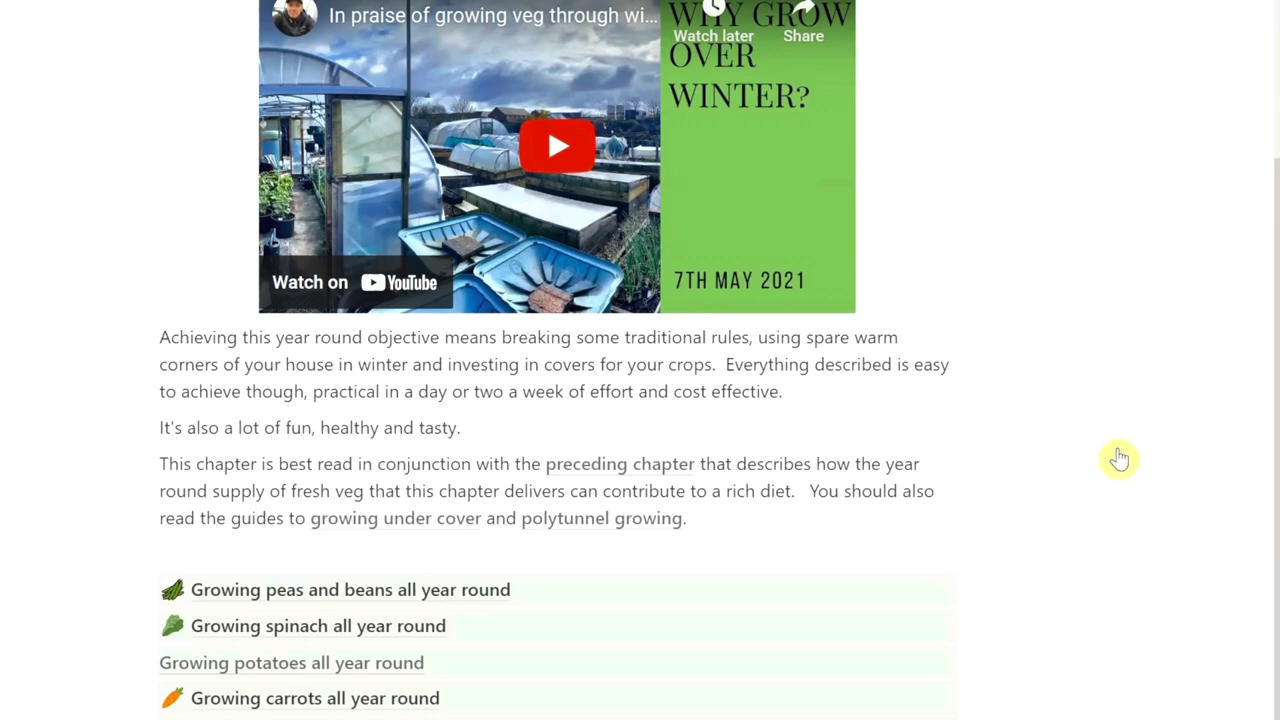 In praise of growing veg through wi...
WHY GROW
Watch later
Share
OVER
WINTER?
Watch on YouTube
7TH MAY 2021
Achieving this year round objective means breaking some traditional rules, using spare warm
corners of your house in winter and investing in covers for your crops.  Everything described is easy
to achieve though, practical in a day or two a week of effort and cost effective.
It's also a lot of fun, healthy and tasty.
This chapter is best read in conjunction with the preceding chapter that describes how the year
round supply of fresh veg that this chapter delivers can contribute to a rich diet.   You should also
read the guides to growing under cover and polytunnel growing.
Growing peas and beans all year round
Growing spinach all year round
Growing potatoes all year round
Growing carrots all year round